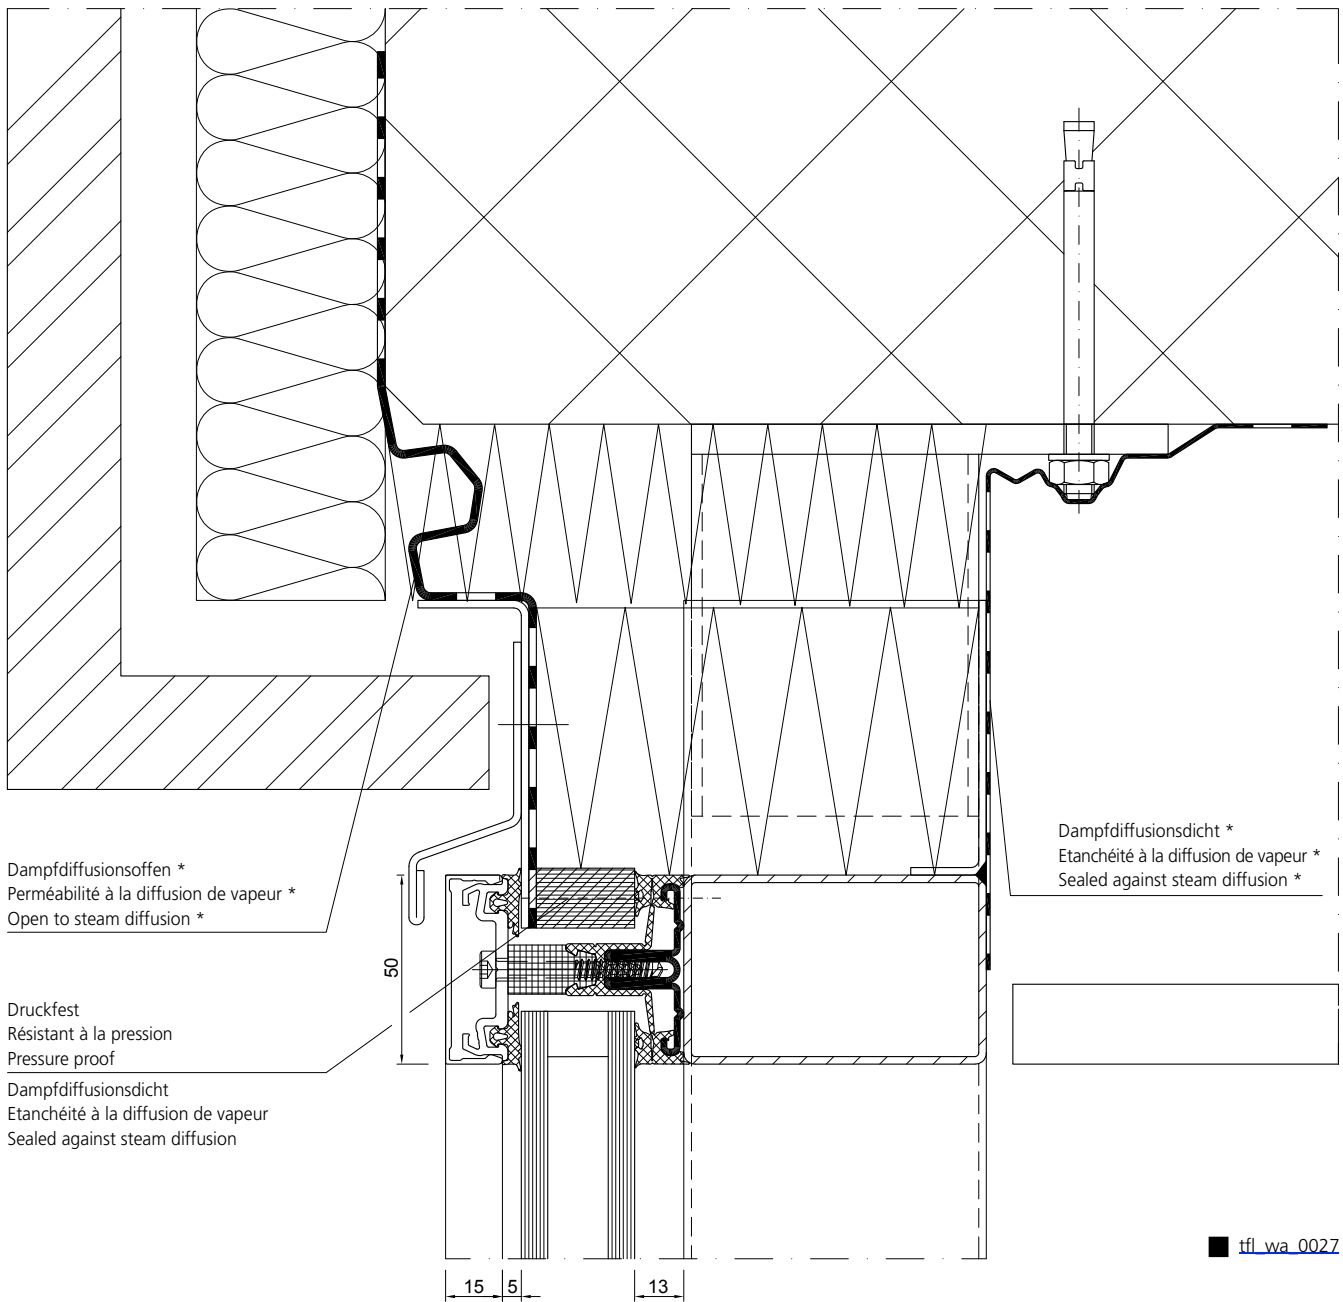 Dampfdiffusionsdicht *
Etanchéité à la diffusion de vapeur *
Sealed against steam diffusion *
Dampfdiffusionsoffen *
Perméabilité à la diffusion de vapeur *
Open to steam diffusion *
50
Druckfest
Résistant à la pression
Pressure proof
Dampfdiffusionsdicht
Etanchéité à la diffusion de vapeur
Sealed against steam diffusion
tfl_wa_0027
15 5 13